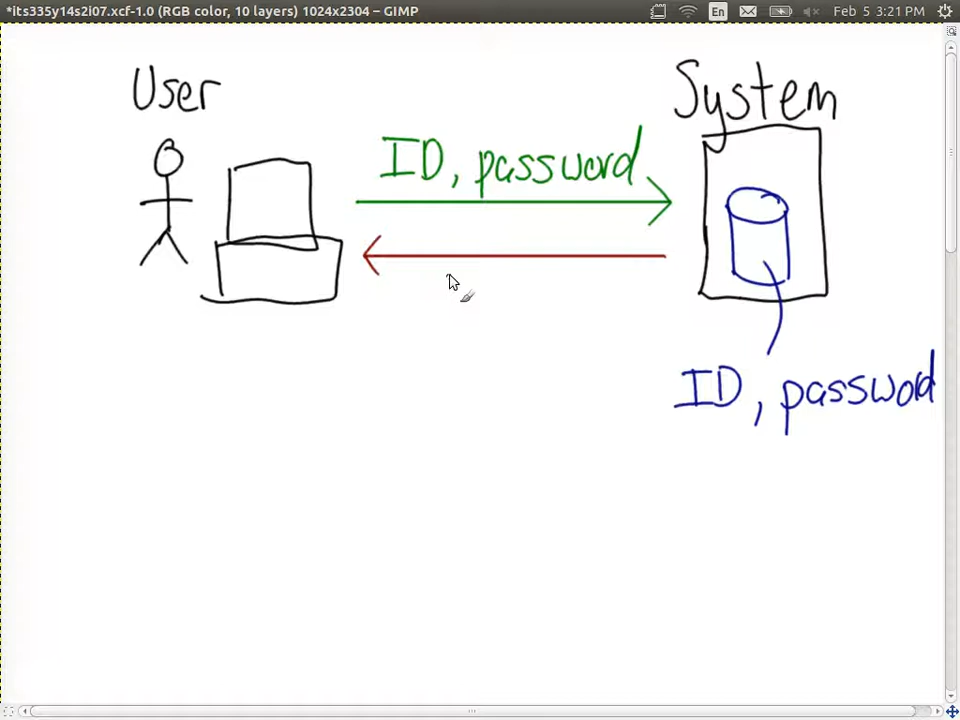 *its335y14s2i07.xcf-1.0 (RGB color, 10 layers) 1024x2304 – GIMP
En
Feb 5 3:21 PM
User
System
ID, password
ID, password